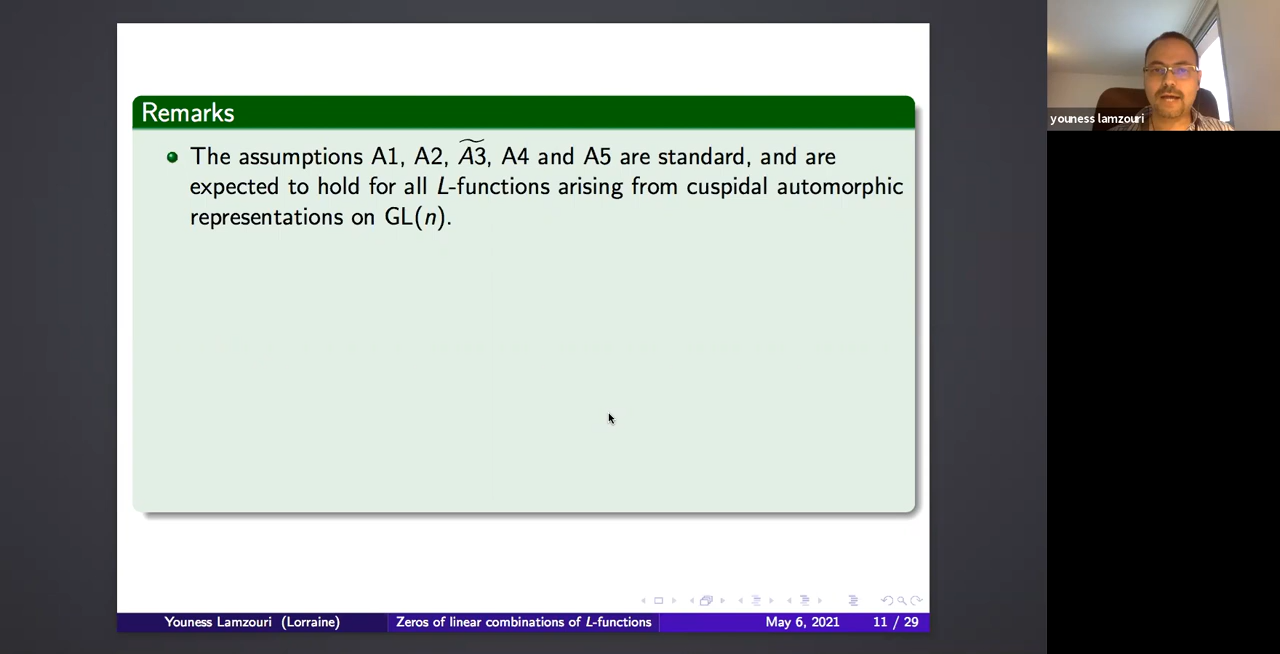 Remarks
The assumptions A1, A2, \widetilde{A3}, A4 and A5 are standard, and are
expected to hold for all L-functions arising from cuspidal automorphic
representations on GL(n).
youness lamzouri
Youness Lamzouri (Lorraine)
Zeros of linear combinations of L-functions
May 6, 2021
11 / 29